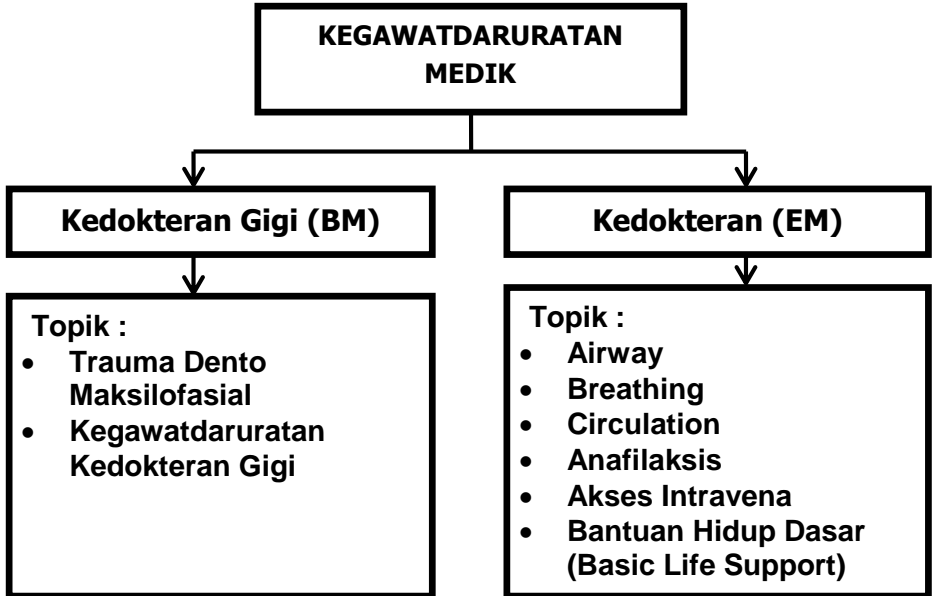 KEGAWATDARURATAN
MEDIK
Kedokteran Gigi (BM)
Kedokteran (EM)
Topik :
• Trauma Dento
Maksilofasial
• Kegawatdaruratan
Kedokteran Gigi
Topik :
• Airway
• Breathing
• Circulation
• Anafilaksis
• Akses Intravena
• Bantuan Hidup Dasar
(Basic Life Support)